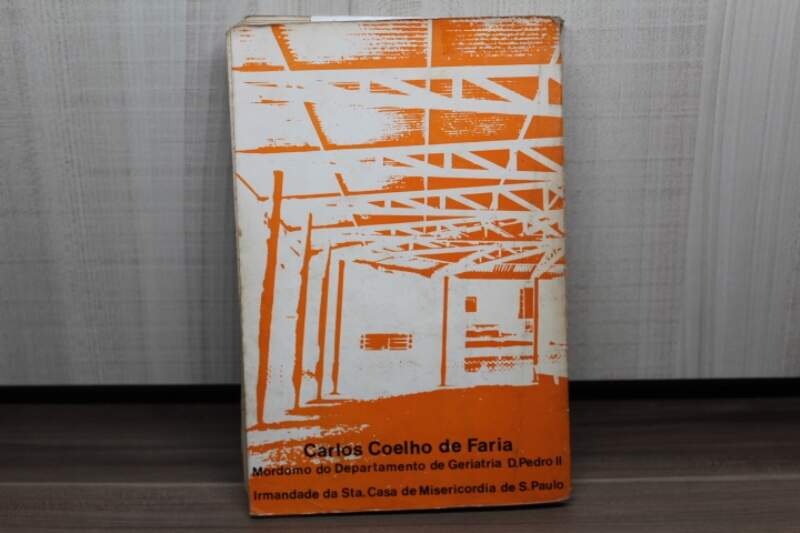 Carlos Coelho de Faria
Mordomo do Departamento de Geriatria D.Pedro II
Irmandade da Sta. Casa de Misericordia de S. Paulo